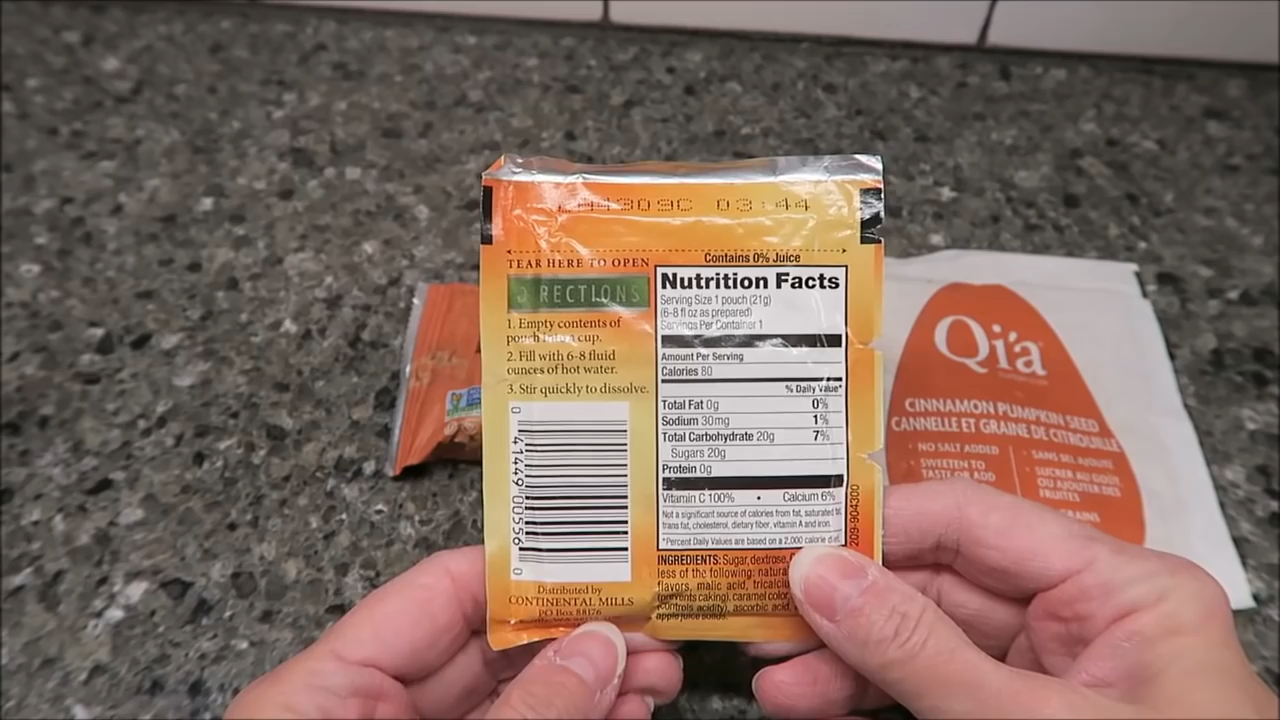 03:44
TEAR HERE TO OPEN
Contains 0% Juice
RECTIONS
1. Empty contents of
pouch into a cup.
2. Fill with 6-8 fluid
ounces of hot water.
3. Stir quickly to dissolve.
0 41449 00556 0
Distributed by
CONTINENTAL MILLS
PO Box 88176
Nutrition Facts
Serving Size 1 pouch (21g)
(6-8 fl oz as prepared)
Servings Per Container 1
Amount Per Serving
Calories 80
% Daily Value*
Total Fat 0g 0%
Sodium 30mg 1%
Total Carbohydrate 20g 7%
Sugars 20g
Protein 0g
Vitamin C 100% • Calcium 6%
Not a significant source of calories from fat, saturated
trans fat, cholesterol, dietary fiber, vitamin A and iron.
*Percent Daily Values are based on a 2,000 calorie
209-904300
INGREDIENTS: Sugar, dextrose,
less of the following:
flavors, malic acid,
(prevents caking), caramel color,
(controls acidity), ascorbic acid,
apple juice solids.
Qi'a
CINNAMON PUMPKIN SEED
CANNELLE ET GRAINE DE CITROUILLE
• NO SALT ADDED
• SWEETEN TO
TASTE OR ADD
• SANS SEL AJOUTÉ
• SUCRER AU GOÛT
OU AJOUTER DES
FRUITES
GRAINS